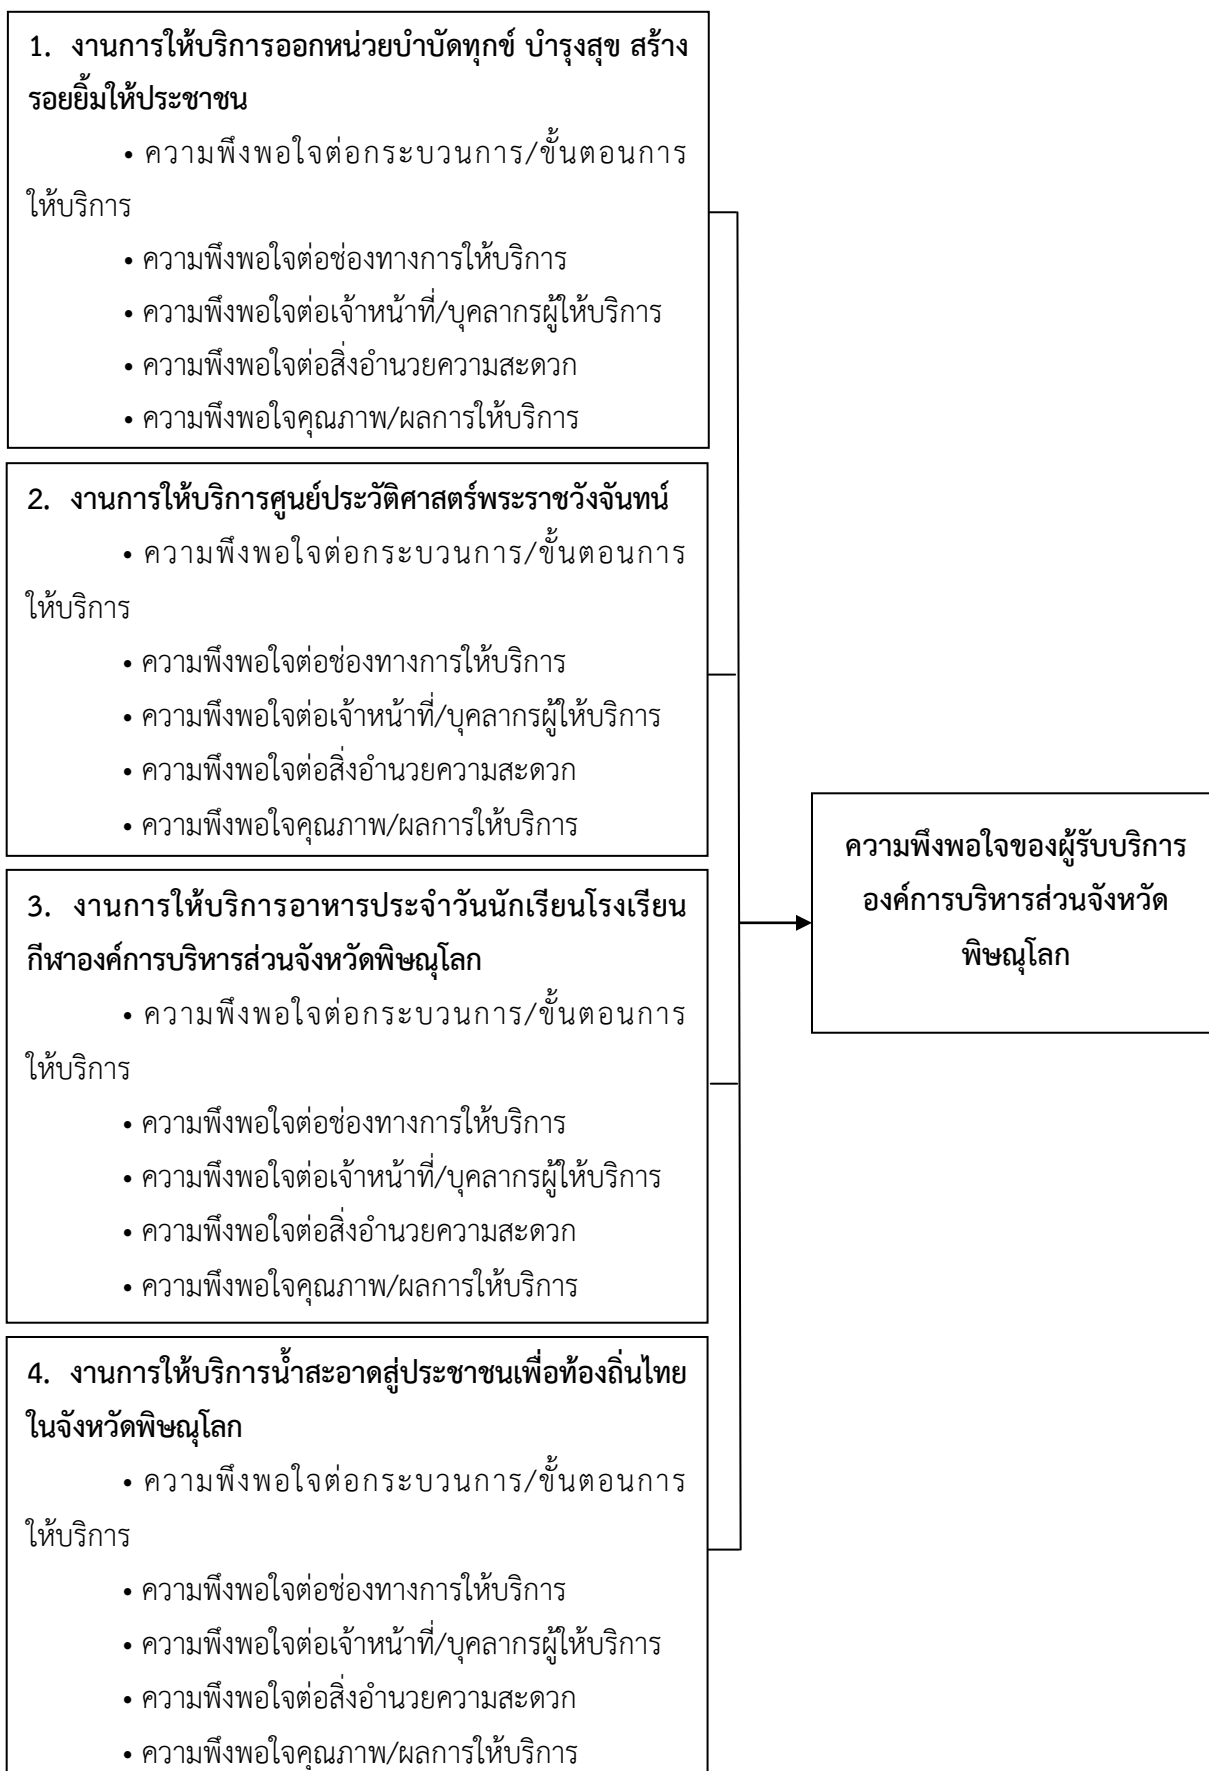 1. งานการให้บริการออกหน่วยบำบัดทุกข์ บำรุงสุข สร้าง
รอยยิ้มให้ประชาชน
• ความพึงพอใจต่อกระบวนการ/ขั้นตอนการ
ให้บริการ
• ความพึงพอใจต่อช่องทางการให้บริการ
• ความพึงพอใจต่อเจ้าหน้าที่/บุคลากรผู้ให้บริการ
• ความพึงพอใจต่อสิ่งอำนวยความสะดวก
• ความพึงพอใจคุณภาพ/ผลการให้บริการ
2. งานการให้บริการศูนย์ประวัติศาสตร์พระราชวังจันทน์
• ความพึงพอใจต่อกระบวนการ/ขั้นตอนการ
ให้บริการ
• ความพึงพอใจต่อช่องทางการให้บริการ
• ความพึงพอใจต่อเจ้าหน้าที่/บุคลากรผู้ให้บริการ
• ความพึงพอใจต่อสิ่งอำนวยความสะดวก
• ความพึงพอใจคุณภาพ/ผลการให้บริการ
3. งานการให้บริการอาหารประจำวันนักเรียนโรงเรียน
กีฬาองค์การบริหารส่วนจังหวัดพิษณุโลก
• ความพึงพอใจต่อกระบวนการ/ขั้นตอนการ
ให้บริการ
• ความพึงพอใจต่อช่องทางการให้บริการ
• ความพึงพอใจต่อเจ้าหน้าที่/บุคลากรผู้ให้บริการ
• ความพึงพอใจต่อสิ่งอำนวยความสะดวก
• ความพึงพอใจคุณภาพ/ผลการให้บริการ
4. งานการให้บริการน้ำสะอาดสู่ประชาชนเพื่อท้องถิ่นไทย
ในจังหวัดพิษณุโลก
• ความพึงพอใจต่อกระบวนการ/ขั้นตอนการ
ให้บริการ
• ความพึงพอใจต่อช่องทางการให้บริการ
• ความพึงพอใจต่อเจ้าหน้าที่/บุคลากรผู้ให้บริการ
• ความพึงพอใจต่อสิ่งอำนวยความสะดวก
• ความพึงพอใจคุณภาพ/ผลการให้บริการ
ความพึงพอใจของผู้รับบริการ
องค์การบริหารส่วนจังหวัด
พิษณุโลก